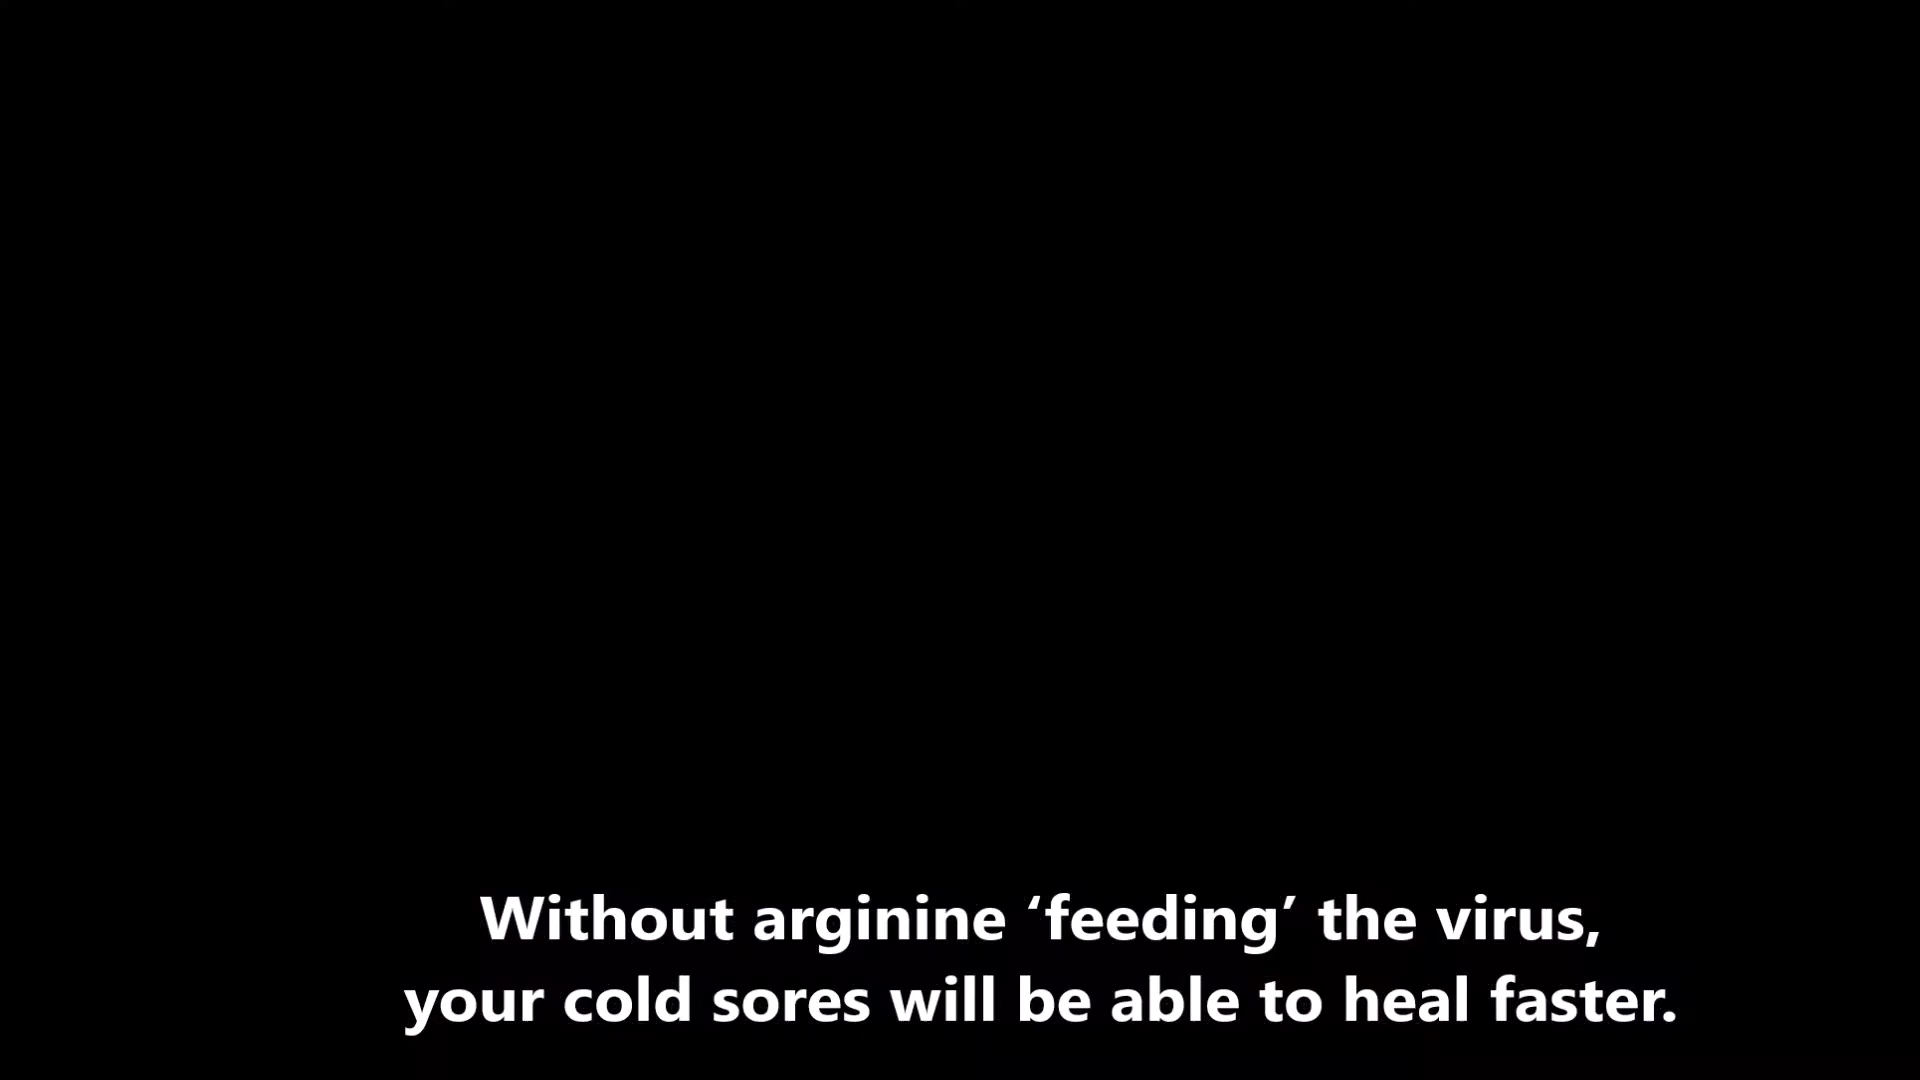 Without arginine ‘feeding’ the virus,
your cold sores will be able to heal faster.